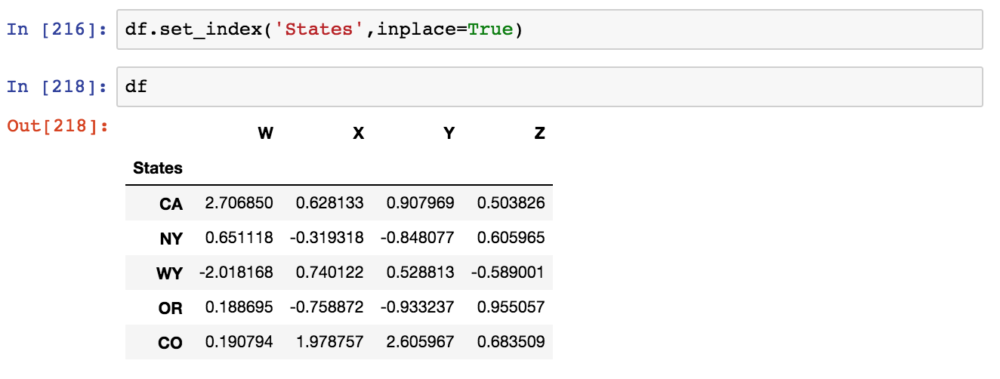 In [216]: df.set_index('States',inplace=True)
In [218]: df
Out[218]:
W X Y Z
States
CA 2.706850 0.628133 0.907969 0.503826
NY 0.651118 -0.319318 -0.848077 0.605965
WY -2.018168 0.740122 0.528813 -0.589001
OR 0.188695 -0.758872 -0.933237 0.955057
CO 0.190794 1.978757 2.605967 0.683509